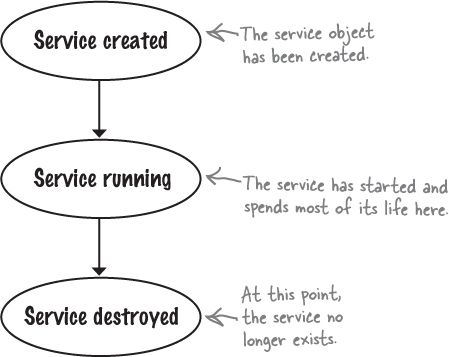 Service created
The service object
has been created.
Service running
The service has started and
spends most of its life here.
Service destroyed
At this point,
the service no
longer exists.